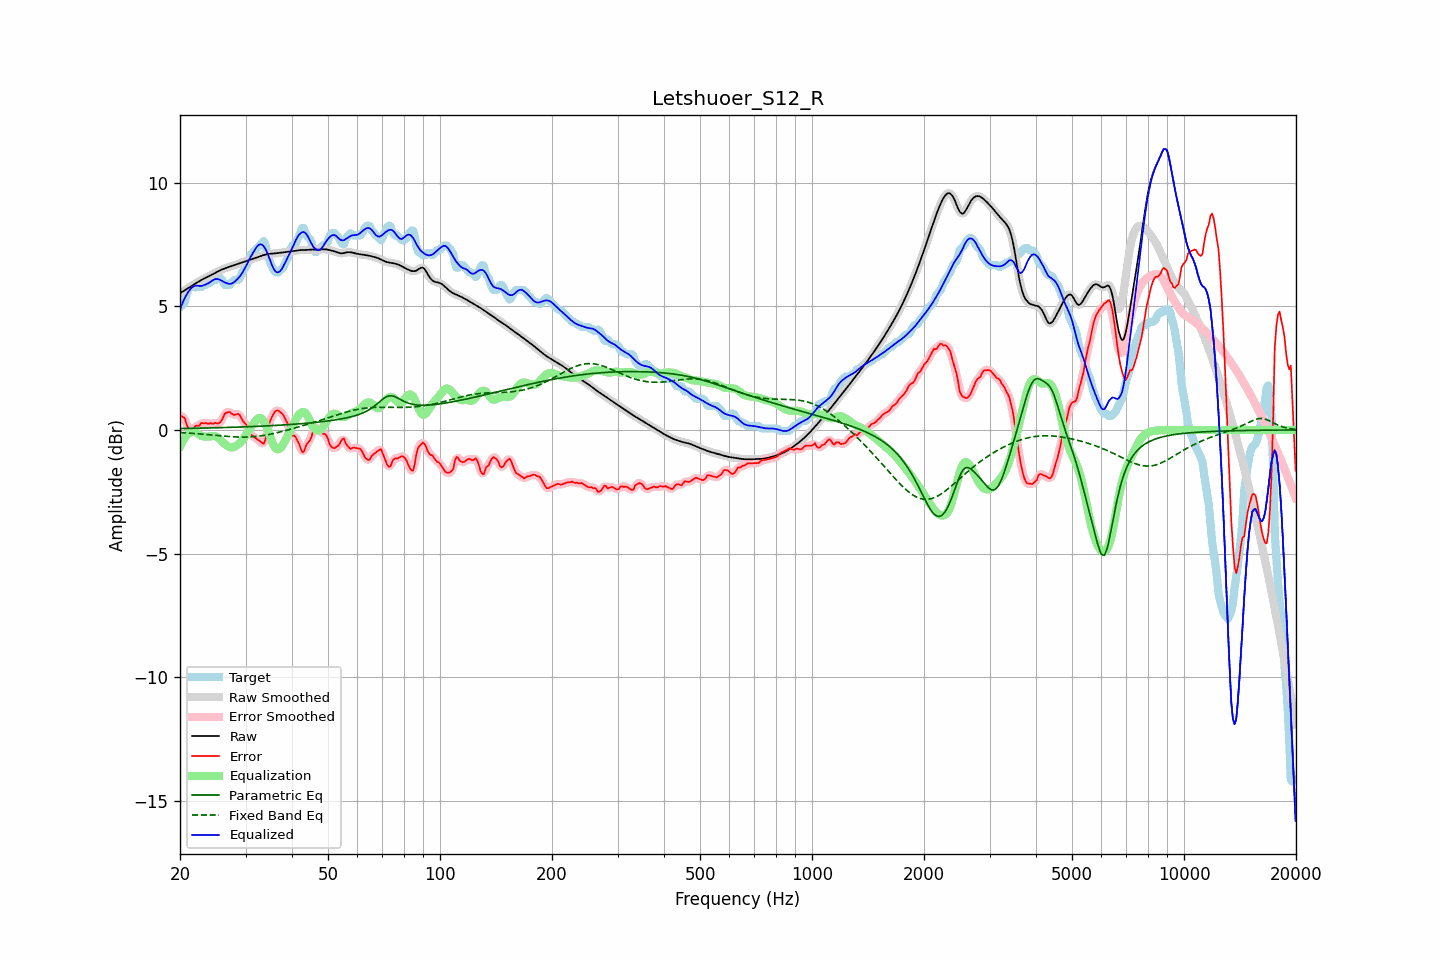 Letshuoer_S12_R
Amplitude (dBr)
10
5
0
−5
−10
−15
Target
Raw Smoothed
Error Smoothed
Raw
Error
Equalization
Parametric Eq
Fixed Band Eq
Equalized
20 50 100 200 500 1000 2000 5000 10000 20000
Frequency (Hz)